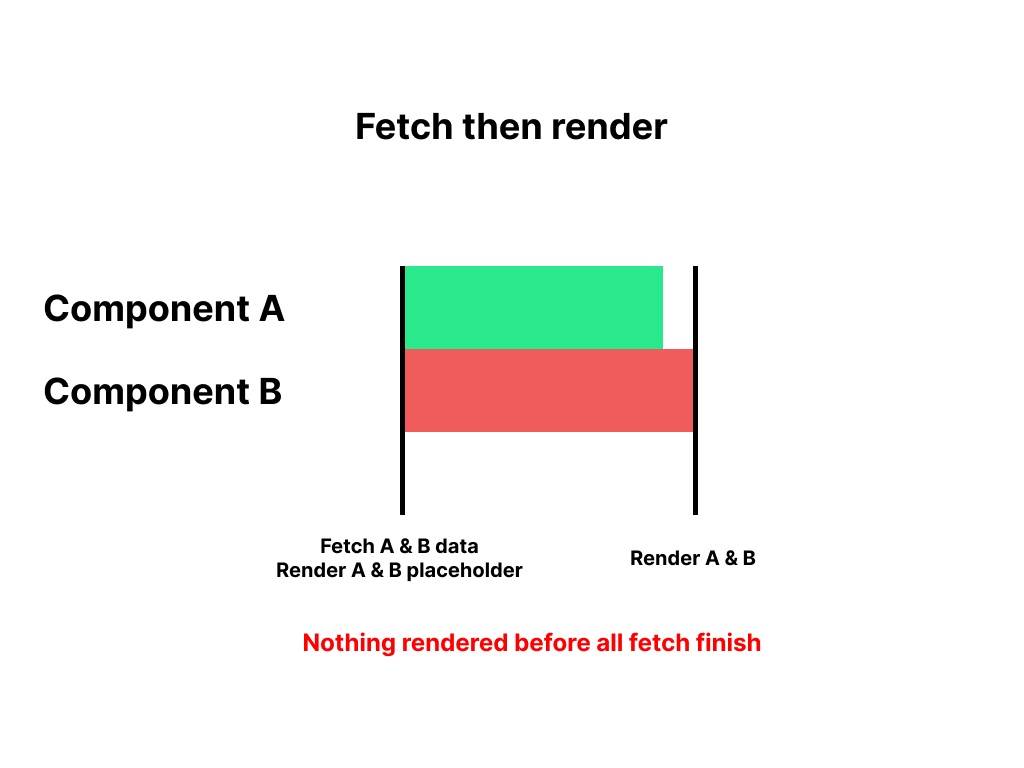 Fetch then render
Component A
Component B
Fetch A & B data
Render A & B placeholder
Render A & B
Nothing rendered before all fetch finish